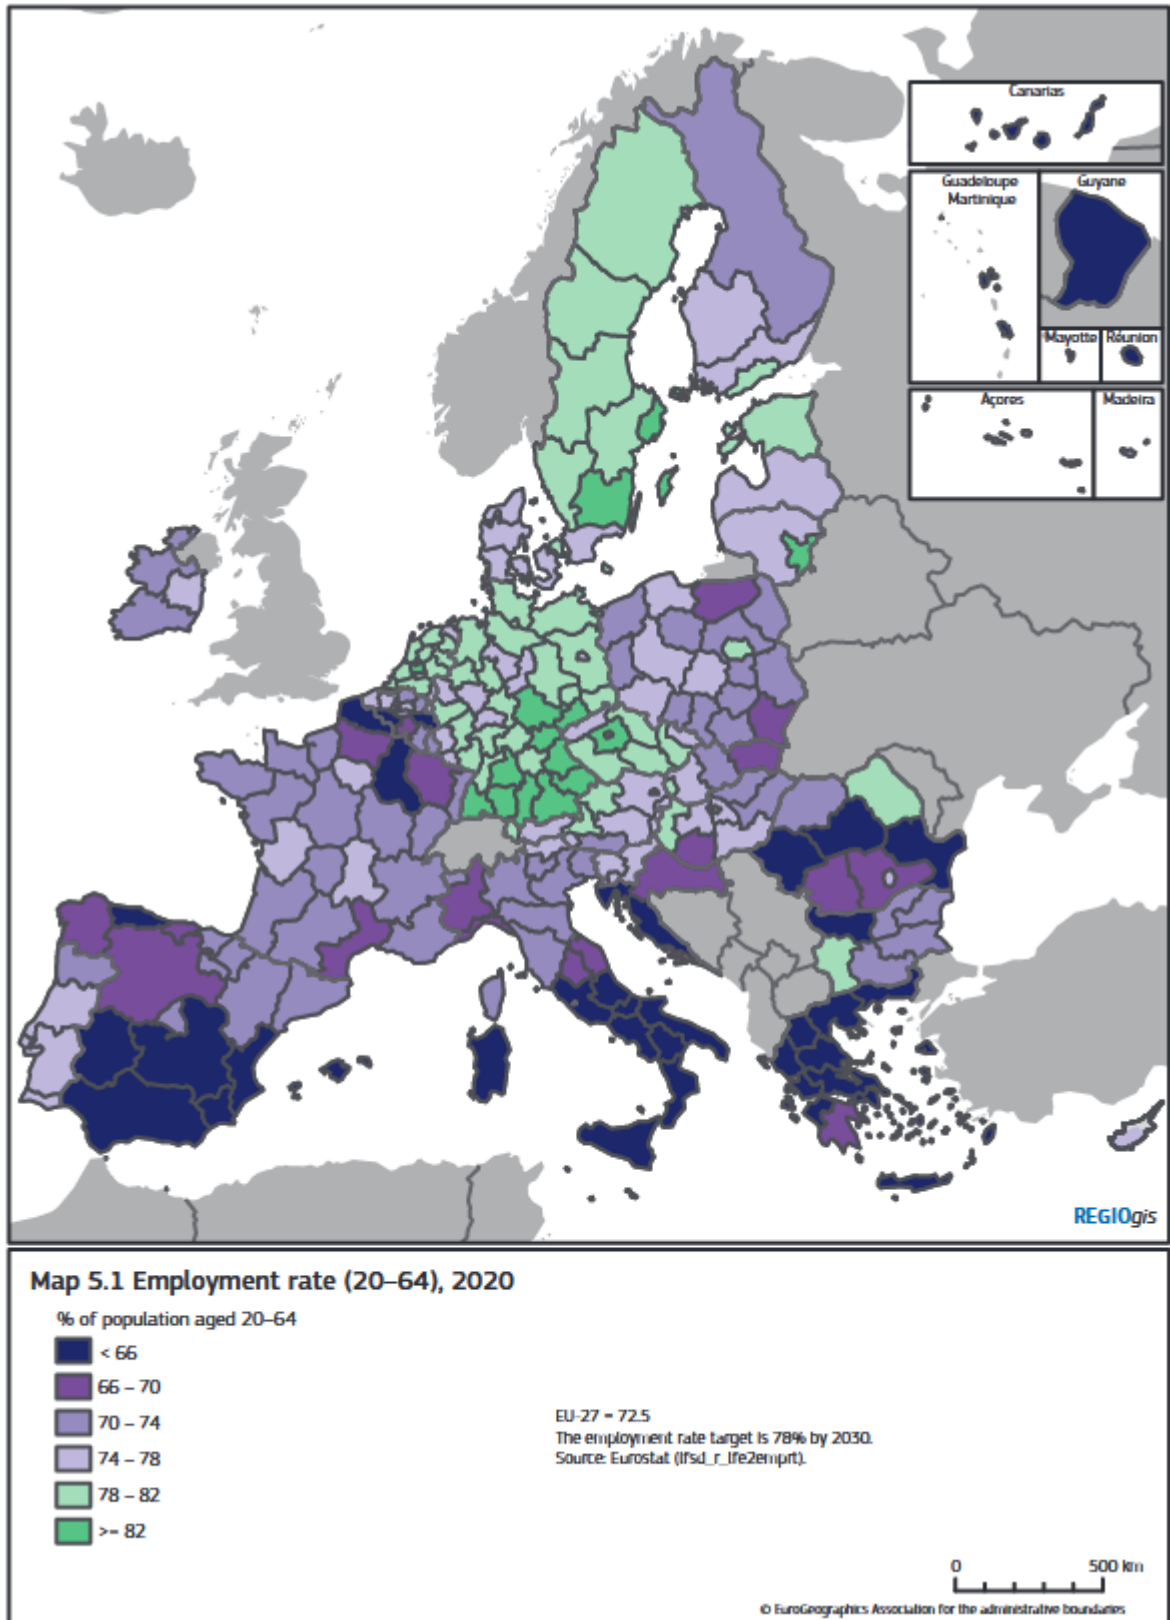 Canarias
Guadeloupe
Martinique
Guyane
Mayotte
Réunion
Açores
Madeira
REGIOgis
Map 5.1 Employment rate (20–64), 2020
% of population aged 20–64
< 66
66 – 70
70 – 74
74 – 78
78 – 82
>= 82
EU-27 = 72.5
The employment rate target is 78% by 2030.
Source: Eurostat (lfsd_r_lfe2emprt).
0 500 km
© EuroGeographics Association for the administrative boundaries